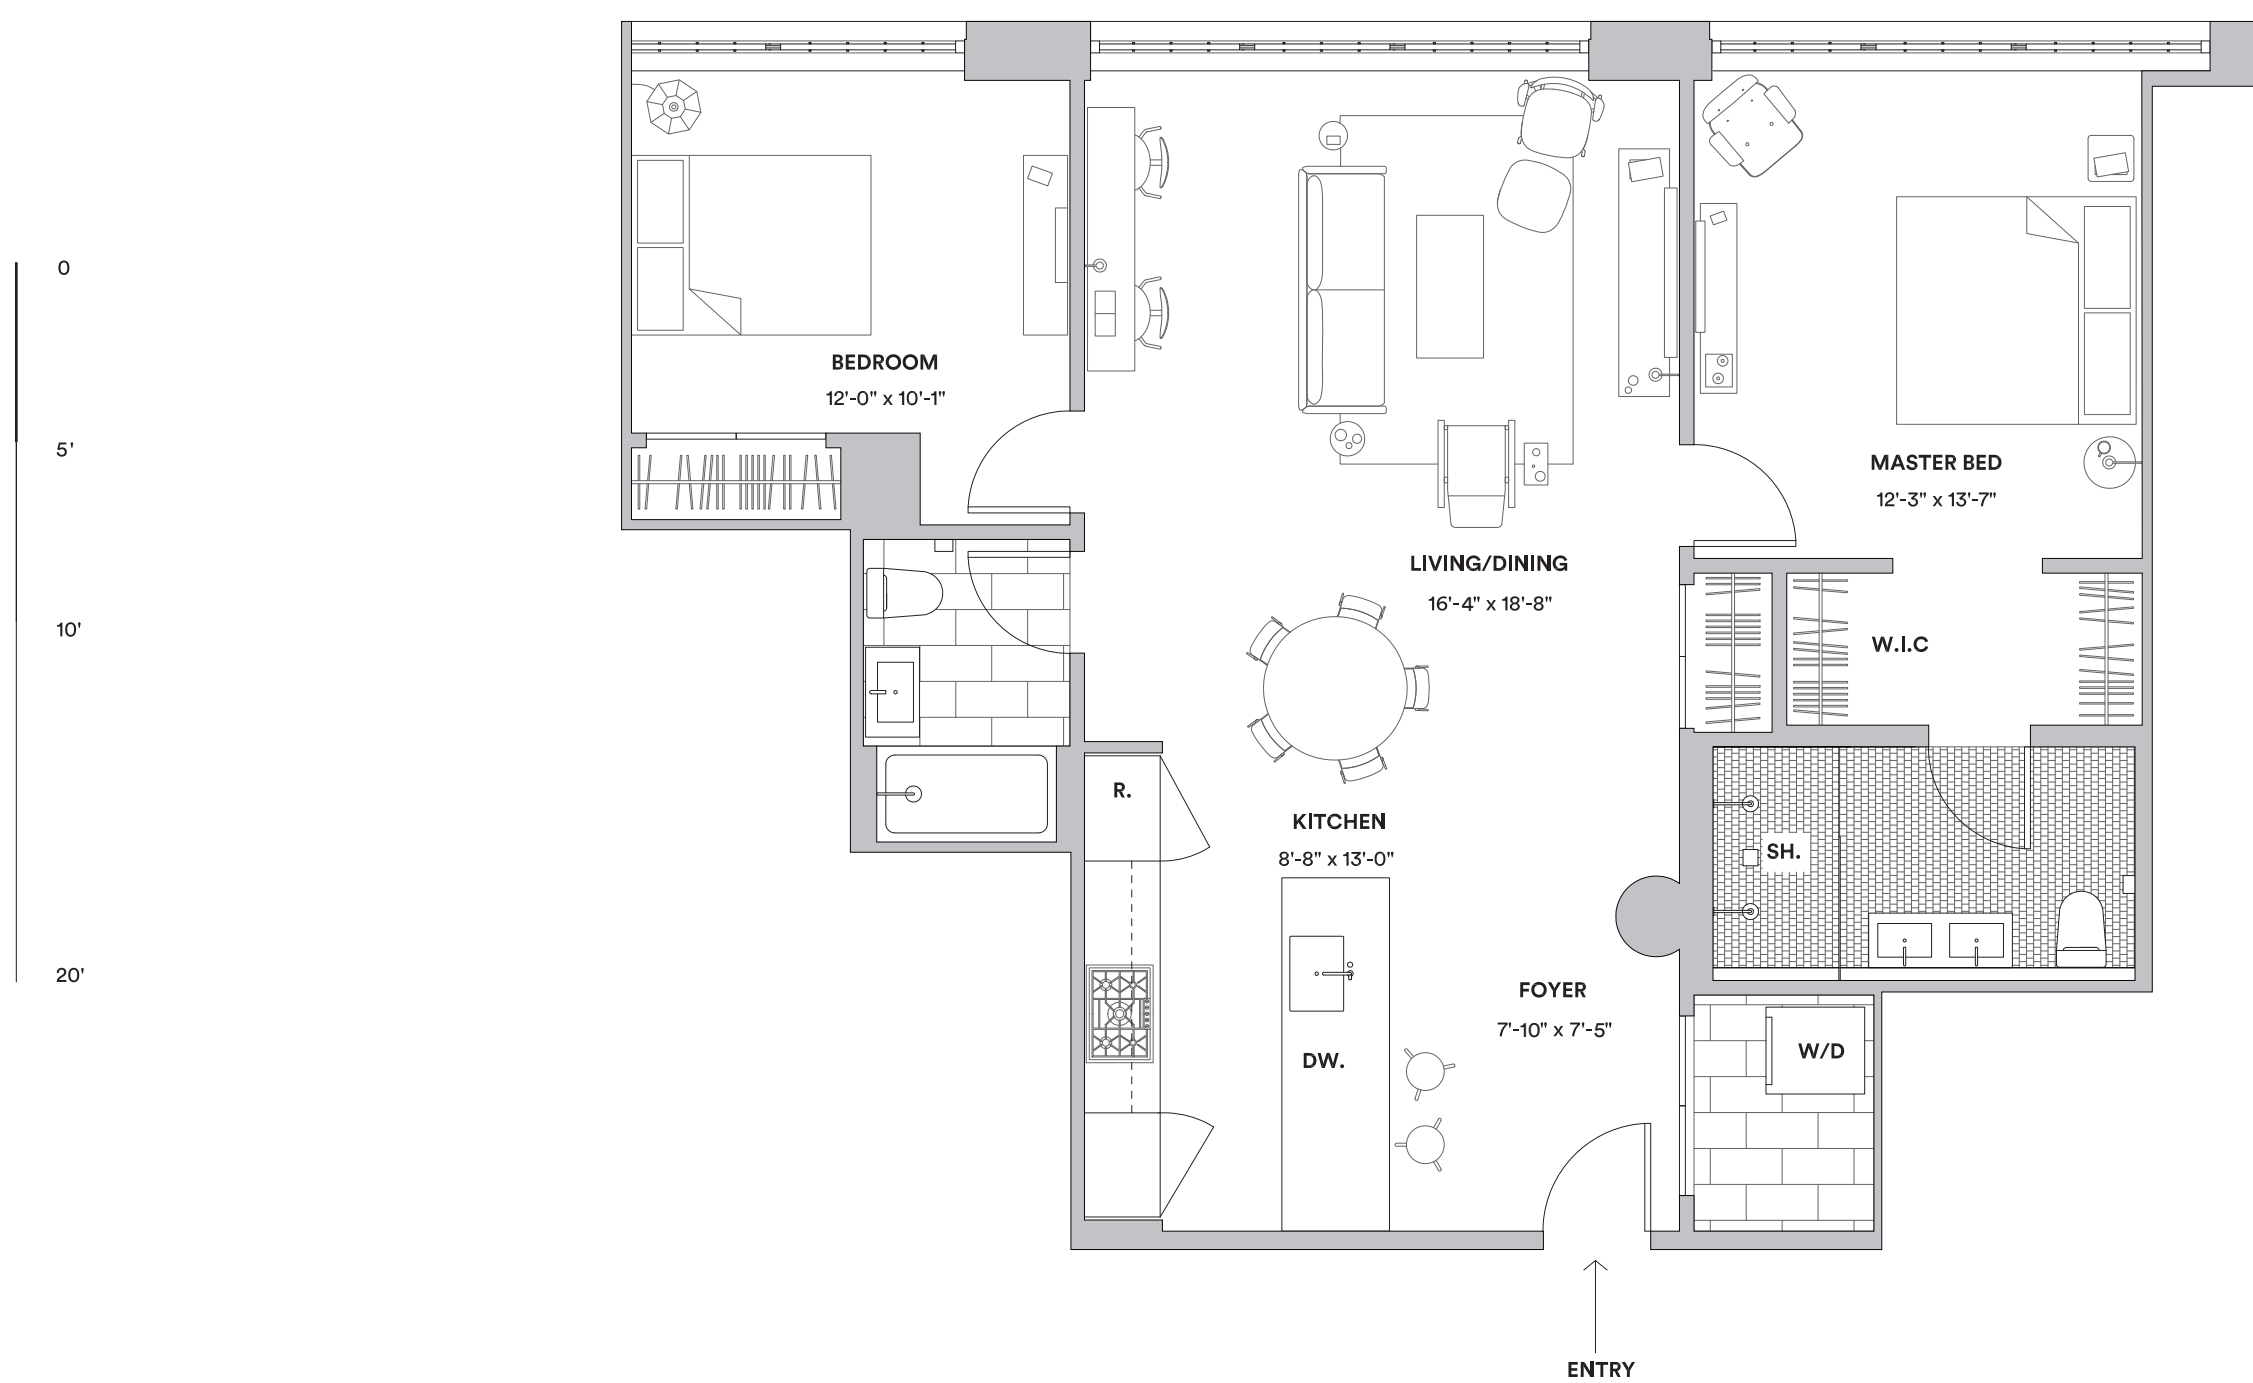 0
5'
10'
20'
BEDROOM
12'-0" x 10'-1"
MASTER BED
12'-3" x 13'-7"
LIVING/DINING
16'-4" x 18'-8"
W.I.C
R.
KITCHEN
8'-8" x 13'-0"
SH.
FOYER
7'-10" x 7'-5"
DW.
W/D
ENTRY